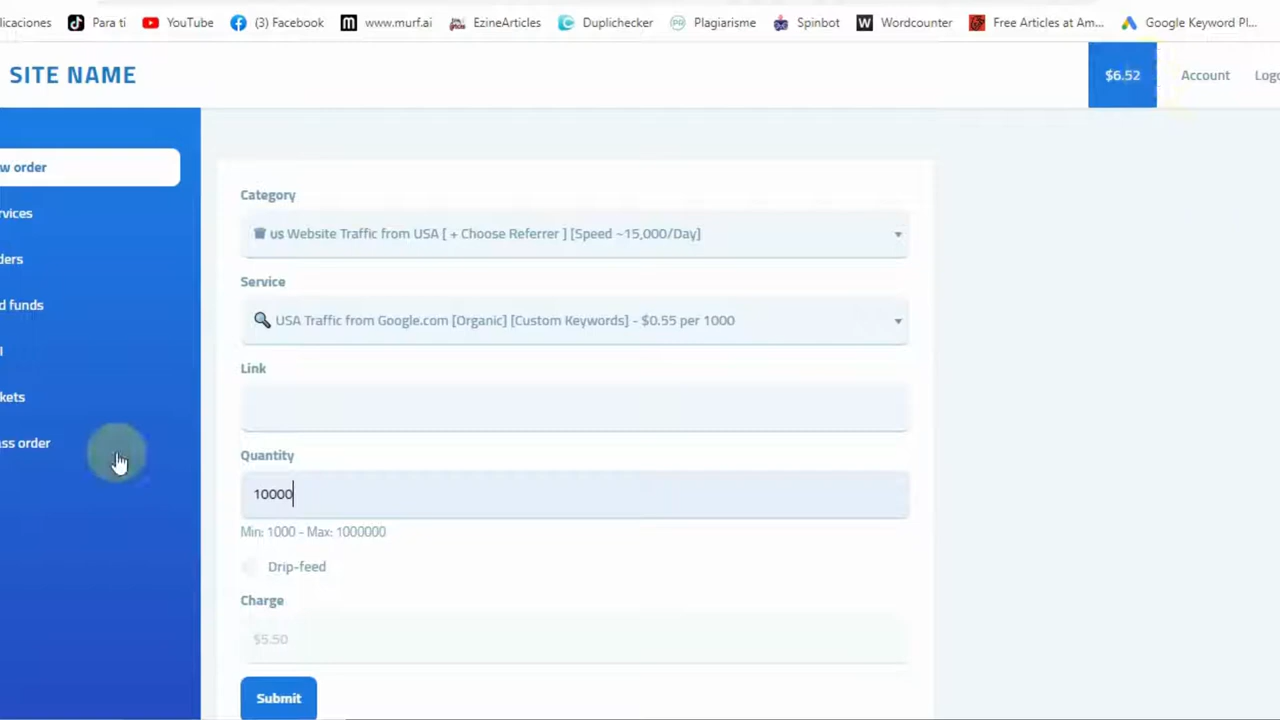 licaciones Para ti YouTube (3) Facebook www.murf.ai EzineArticles Duplichecker Plagiarisme Spinbot Wordcounter Free Articles at Am... Google Keyword Pl...
SITE NAME
$6.52 Account Logo
w order
rvices
ders
d funds
I
kets
ss order
Category
us Website Traffic from USA [ + Choose Referrer ] [Speed ~15,000/Day]
Service
USA Traffic from Google.com [Organic] [Custom Keywords] - $0.55 per 1000
Link
Quantity
10000
Min: 1000 - Max: 1000000
Drip-feed
Charge
$5.50
Submit